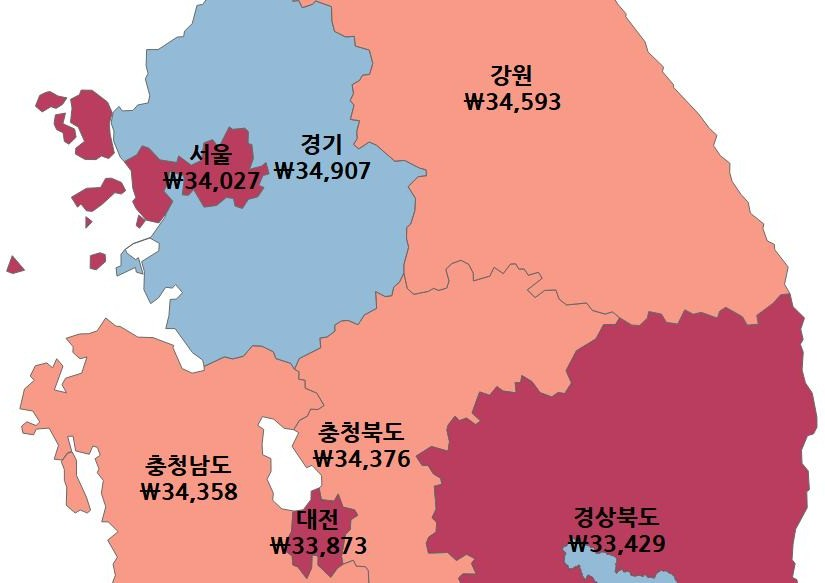 강원
₩34,593
경기
₩34,907
서울
₩34,027
충청북도
₩34,376
충청남도
₩34,358
대전
₩33,873
경상북도
₩33,429